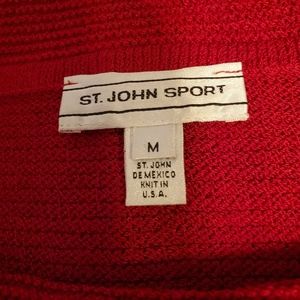 ST. JOHN SPORT
M
ST. JOHN
DE MEXICO
KNIT IN
U.S.A.